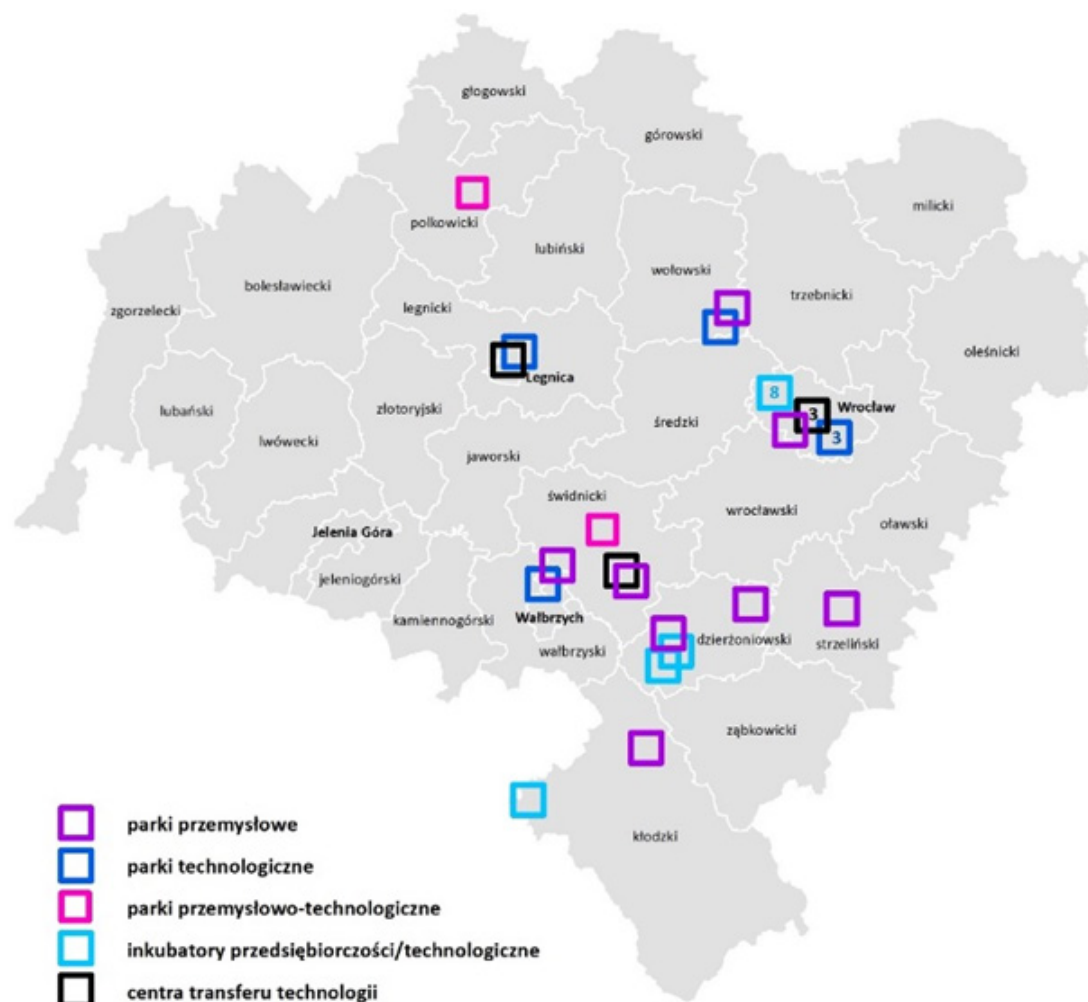 głogowski
górowski
milicki
polkowicki
lubiński
wołowski
trzebnicki
bolesławiecki
zgorzelecki
legnicki
oleśnicki
Legnica
8
lubański
złotoryjski
3
Wrocław
średzki
3
lwówecki
jaworski
świdnicki
wrocławski
oławski
Jelenia Góra
jeleniogórski
kamiennogórski
Wałbrzych
dzierżoniowski
strzeliński
wałbrzyski
ząbkowicki
kłodzki
parki przemysłowe
parki technologiczne
parki przemysłowo-technologiczne
inkubatory przedsiębiorczości/technologiczne
centra transferu technologii